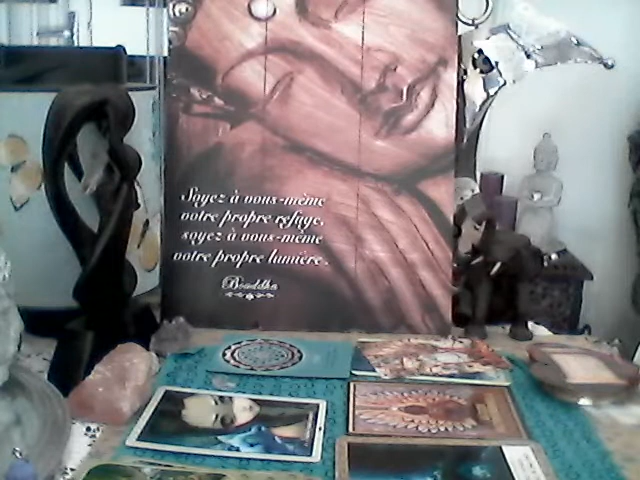 Soyez à vous-même
votre propre refuge,
soyez à vous-même
votre propre lumière.
Bouddha